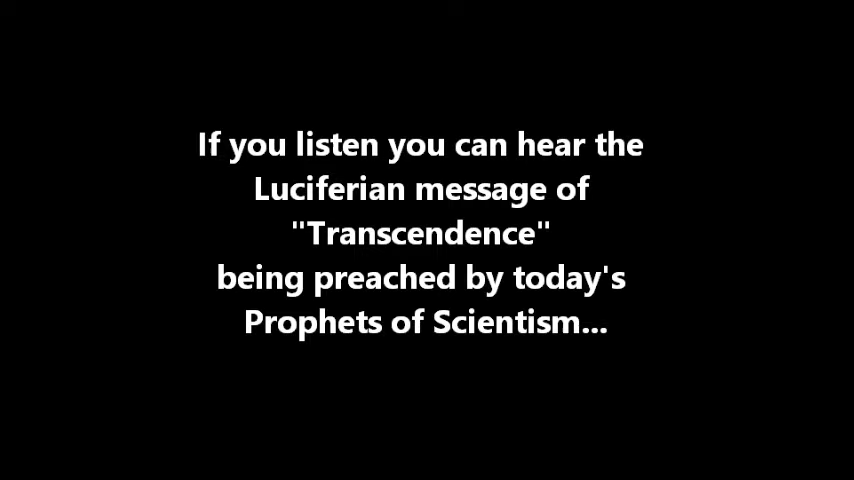 If you listen you can hear the
Luciferian message of
"Transcendence"
being preached by today's
Prophets of Scientism...